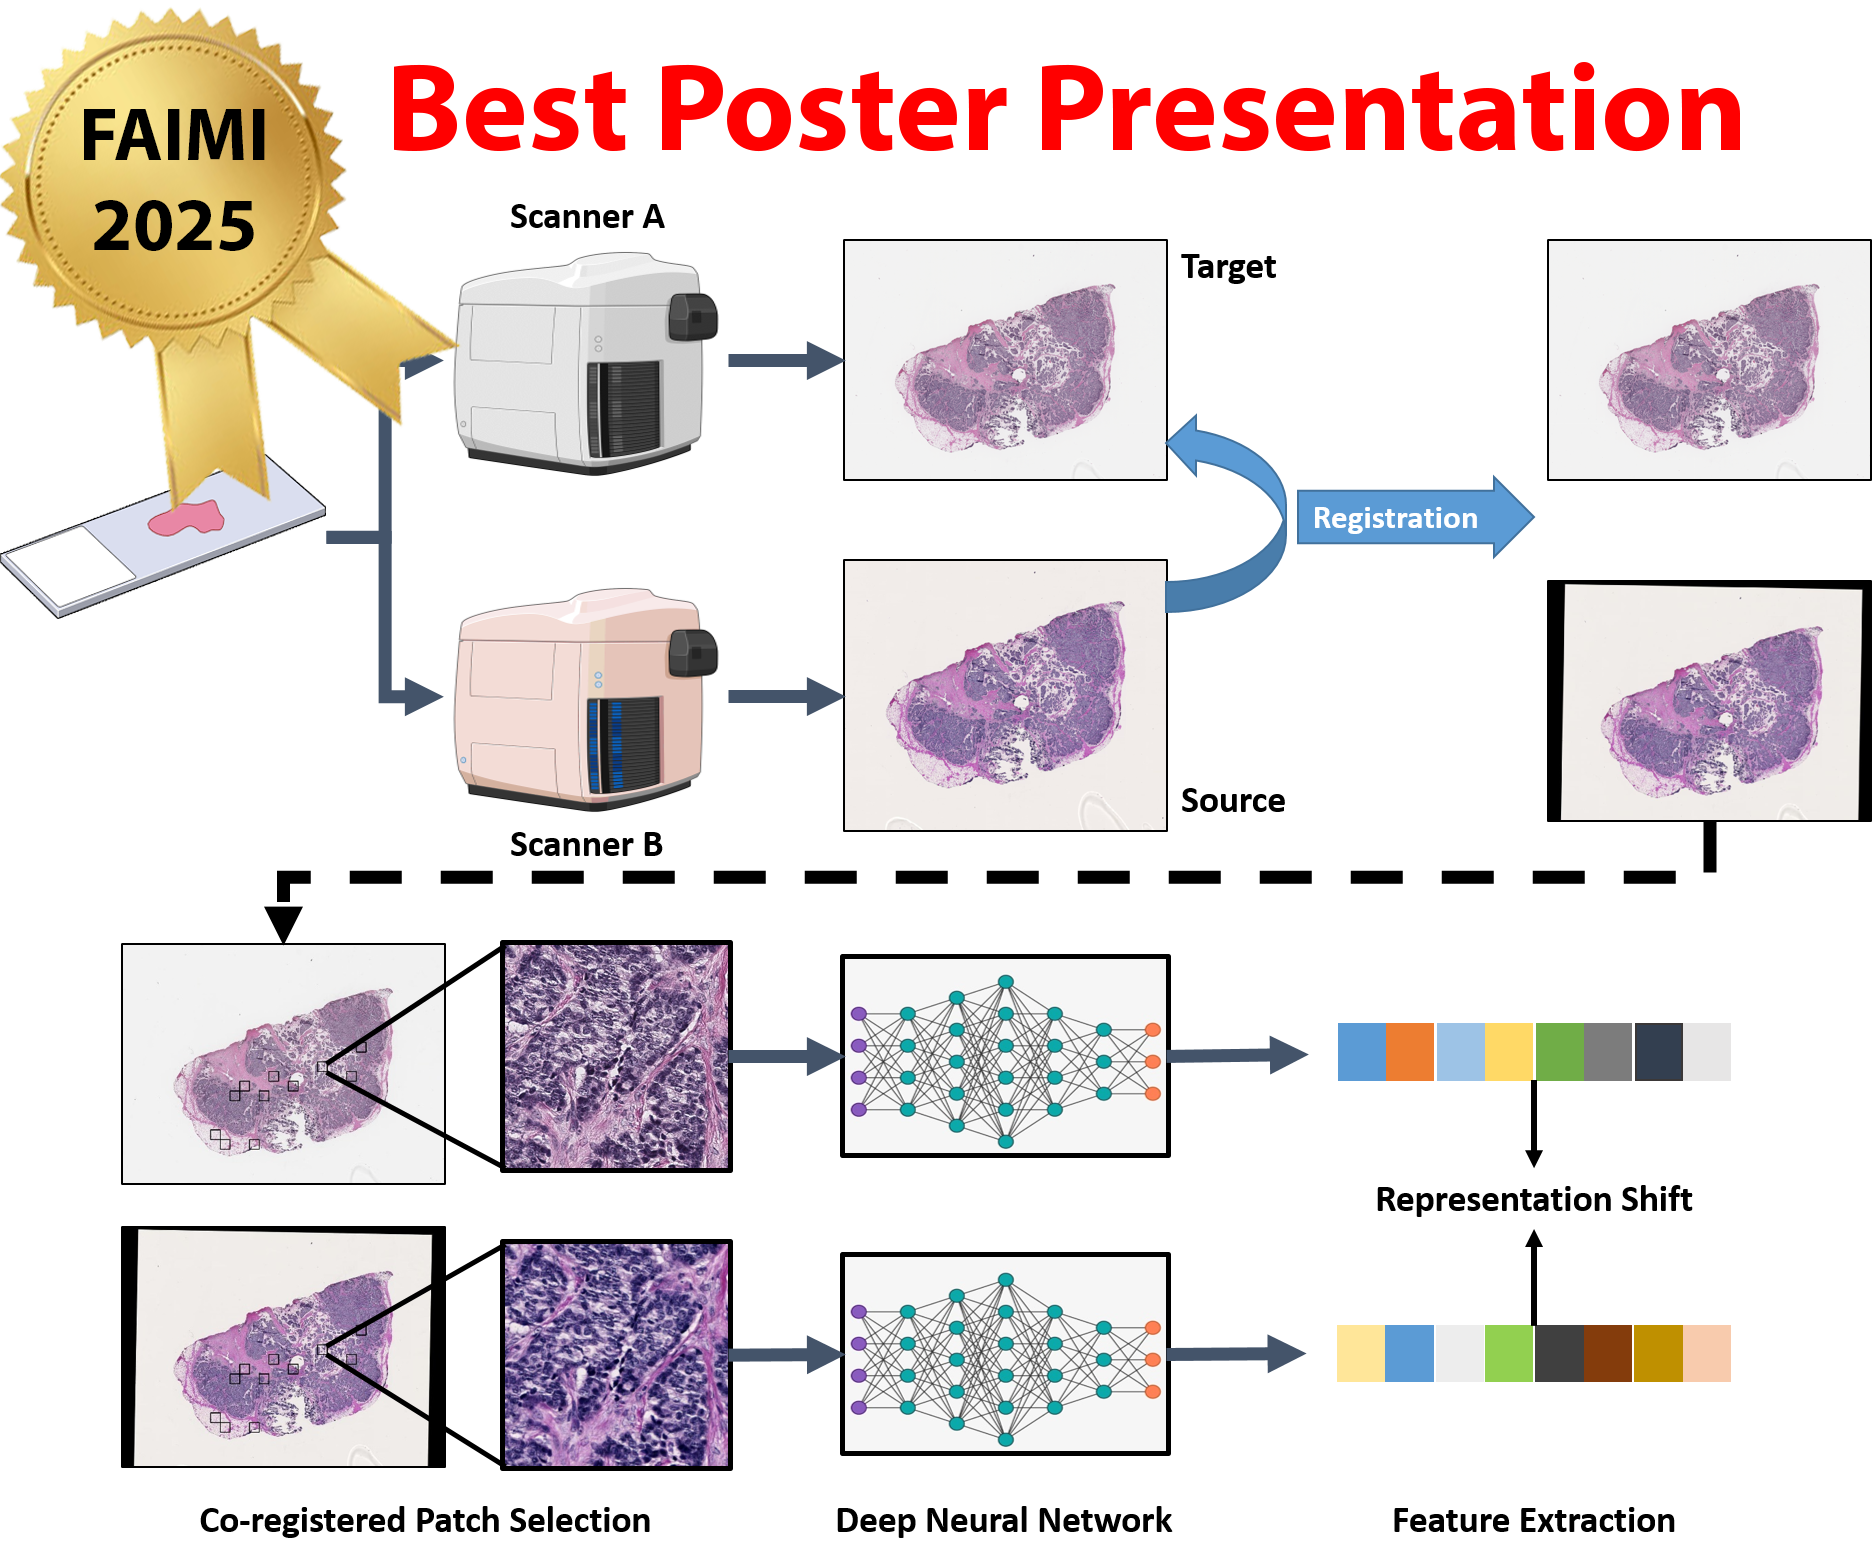 FAIMI
2025
Best Poster Presentation
Scanner A
Target
Registration
Source
Scanner B
Representation Shift
Co-registered Patch Selection
Deep Neural Network
Feature Extraction